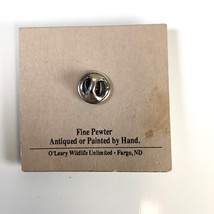 Fine Pewter
Antiqued or Painted by Hand.
O'Leary Wildlife Unlimited - Fargo, ND